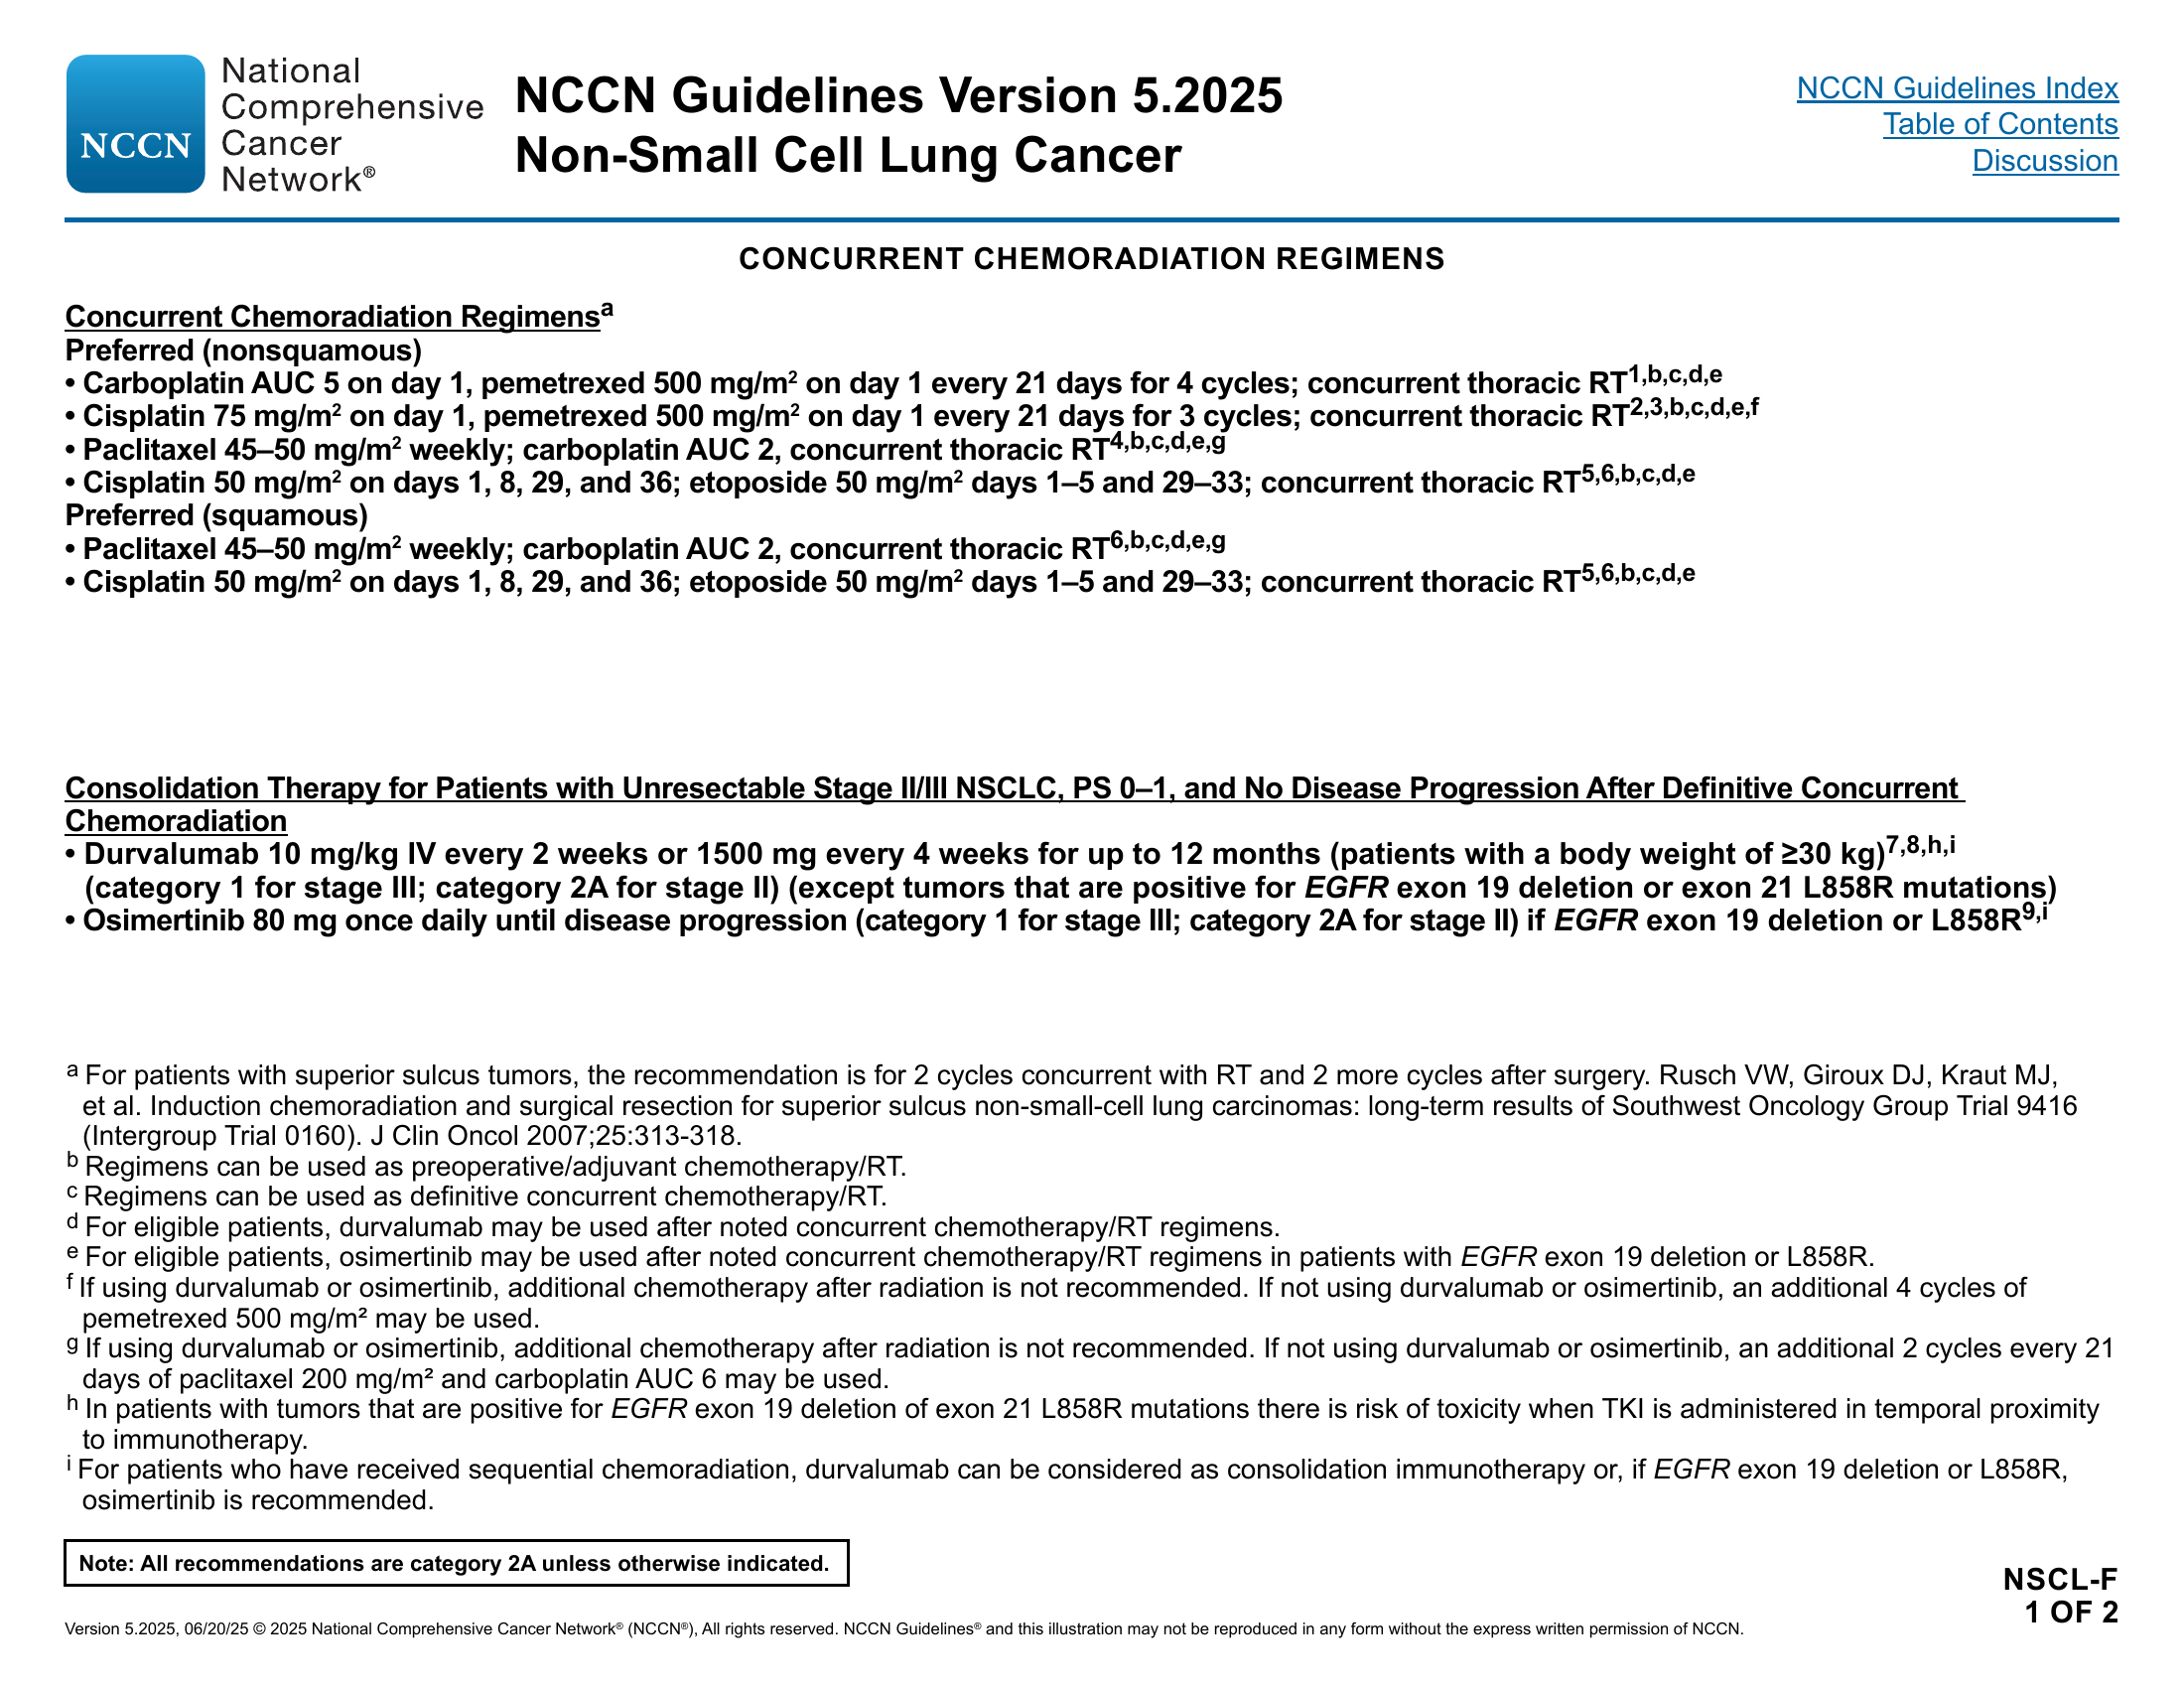 NCCN
National
Comprehensive
Cancer
Network®
NCCN Guidelines Version 5.2025
Non-Small Cell Lung Cancer
NCCN Guidelines Index
Table of Contents
Discussion
CONCURRENT CHEMORADIATION REGIMENS
Concurrent Chemoradiation Regimensᵃ
Preferred (nonsquamous)
• Carboplatin AUC 5 on day 1, pemetrexed 500 mg/m² on day 1 every 21 days for 4 cycles; concurrent thoracic RT1,b,c,d,e
• Cisplatin 75 mg/m² on day 1, pemetrexed 500 mg/m² on day 1 every 21 days for 3 cycles; concurrent thoracic RT2,3,b,c,d,e,f
• Paclitaxel 45–50 mg/m² weekly; carboplatin AUC 2, concurrent thoracic RT4,b,c,d,e,g
• Cisplatin 50 mg/m² on days 1, 8, 29, and 36; etoposide 50 mg/m² days 1–5 and 29–33; concurrent thoracic RT5,6,b,c,d,e
Preferred (squamous)
• Paclitaxel 45–50 mg/m² weekly; carboplatin AUC 2, concurrent thoracic RT6,b,c,d,e,g
• Cisplatin 50 mg/m² on days 1, 8, 29, and 36; etoposide 50 mg/m² days 1–5 and 29–33; concurrent thoracic RT5,6,b,c,d,e
Consolidation Therapy for Patients with Unresectable Stage II/III NSCLC, PS 0–1, and No Disease Progression After Definitive Concurrent
Chemoradiation
• Durvalumab 10 mg/kg IV every 2 weeks or 1500 mg every 4 weeks for up to 12 months (patients with a body weight of ≥30 kg)7,8,h,i
(category 1 for stage III; category 2A for stage II) (except tumors that are positive for EGFR exon 19 deletion or exon 21 L858R mutations)
• Osimertinib 80 mg once daily until disease progression (category 1 for stage III; category 2A for stage II) if EGFR exon 19 deletion or L858R9,i
a For patients with superior sulcus tumors, the recommendation is for 2 cycles concurrent with RT and 2 more cycles after surgery. Rusch VW, Giroux DJ, Kraut MJ,
et al. Induction chemoradiation and surgical resection for superior sulcus non-small-cell lung carcinomas: long-term results of Southwest Oncology Group Trial 9416
(Intergroup Trial 0160). J Clin Oncol 2007;25:313-318.
b Regimens can be used as preoperative/adjuvant chemotherapy/RT.
c Regimens can be used as definitive concurrent chemotherapy/RT.
d For eligible patients, durvalumab may be used after noted concurrent chemotherapy/RT regimens.
e For eligible patients, osimertinib may be used after noted concurrent chemotherapy/RT regimens in patients with EGFR exon 19 deletion or L858R.
f If using durvalumab or osimertinib, additional chemotherapy after radiation is not recommended. If not using durvalumab or osimertinib, an additional 4 cycles of
pemetrexed 500 mg/m² may be used.
g If using durvalumab or osimertinib, additional chemotherapy after radiation is not recommended. If not using durvalumab or osimertinib, an additional 2 cycles every 21
days of paclitaxel 200 mg/m² and carboplatin AUC 6 may be used.
h In patients with tumors that are positive for EGFR exon 19 deletion of exon 21 L858R mutations there is risk of toxicity when TKI is administered in temporal proximity
to immunotherapy.
i For patients who have received sequential chemoradiation, durvalumab can be considered as consolidation immunotherapy or, if EGFR exon 19 deletion or L858R,
osimertinib is recommended.
Note: All recommendations are category 2A unless otherwise indicated.
NSCL-F
1 OF 2
Version 5.2025, 06/20/25 © 2025 National Comprehensive Cancer Network® (NCCN®), All rights reserved. NCCN Guidelines® and this illustration may not be reproduced in any form without the express written permission of NCCN.